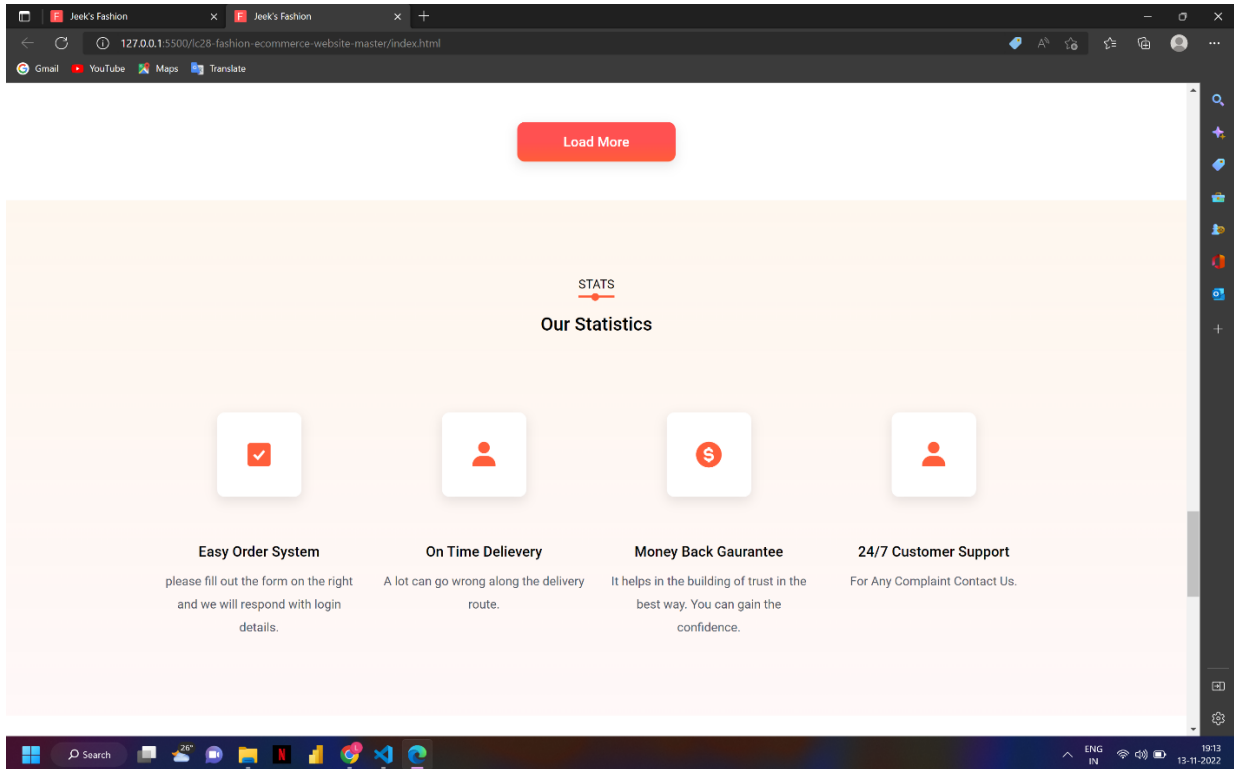 Jeek's Fashion
Jeek's Fashion
127.0.0.1:5500/lc28-fashion-ecommerce-website-master/index.html
Gmail YouTube Maps Translate
Load More
STATS
Our Statistics
Easy Order System
please fill out the form on the right
and we will respond with login
details.
On Time Delievery
A lot can go wrong along the delivery
route.
Money Back Gaurantee
It helps in the building of trust in the
best way. You can gain the
confidence.
24/7 Customer Support
For Any Complaint Contact Us.
Search
26°
ENG
IN
19:13
13-11-2022